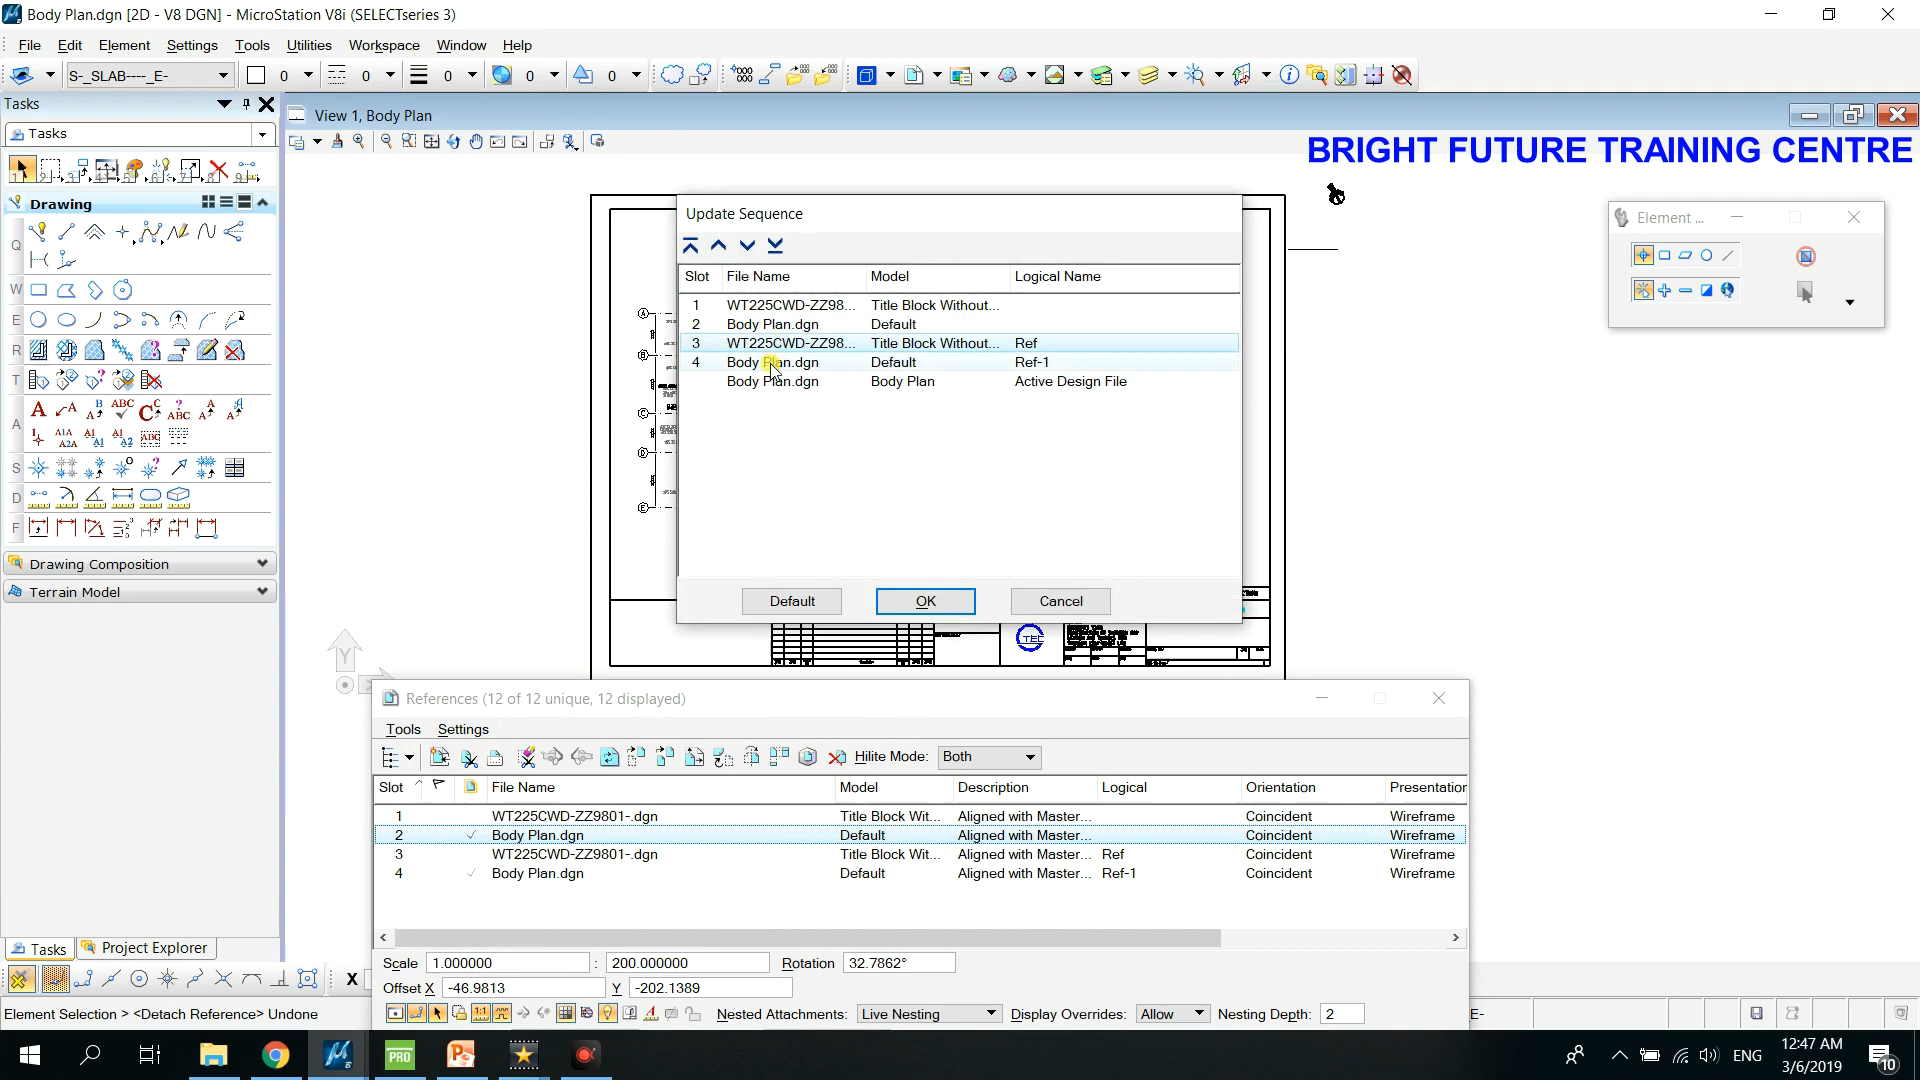 Body Plan.dgn [2D - V8 DGN] - MicroStation V8i (SELECTseries 3)
File Edit Element Settings Tools Utilities Workspace Window Help
S-_SLAB----_E- 0 0 0 0 0
Tasks
View 1, Body Plan
Tasks
BRIGHT FUTURE TRAINING CENTRE
Drawing
Q
W
E
R
T
A
S
D
F
Drawing Composition
Terrain Model
Element ...
Update Sequence
Slot File Name Model Logical Name
1 WT225CWD-ZZ98... Title Block Without...
2 Body Plan.dgn Default
3 WT225CWD-ZZ98... Title Block Without... Ref
4 Body Plan.dgn Default Ref-1
Body Plan.dgn Body Plan Active Design File
Default OK Cancel
A
B
C
D
E
TEC
Y
References (12 of 12 unique, 12 displayed)
Tools Settings
Hilite Mode: Both
Slot File Name Model Description Logical Orientation Presentation
1 WT225CWD-ZZ9801-.dgn Title Block Wit... Aligned with Master... Coincident Wireframe
2 Body Plan.dgn Default Aligned with Master... Coincident Wireframe
3 WT225CWD-ZZ9801-.dgn Title Block Wit... Aligned with Master... Ref Coincident Wireframe
4 Body Plan.dgn Default Aligned with Master... Ref-1 Coincident Wireframe
Scale 1.000000 : 200.000000 Rotation 32.7862°
Offset X -46.9813 Y -202.1389
Nested Attachments: Live Nesting Display Overrides: Allow Nesting Depth: 2
Tasks Project Explorer
X
Element Selection > <Detach Reference> Undone
E-
PRO
ENG
12:47 AM
3/6/2019
10